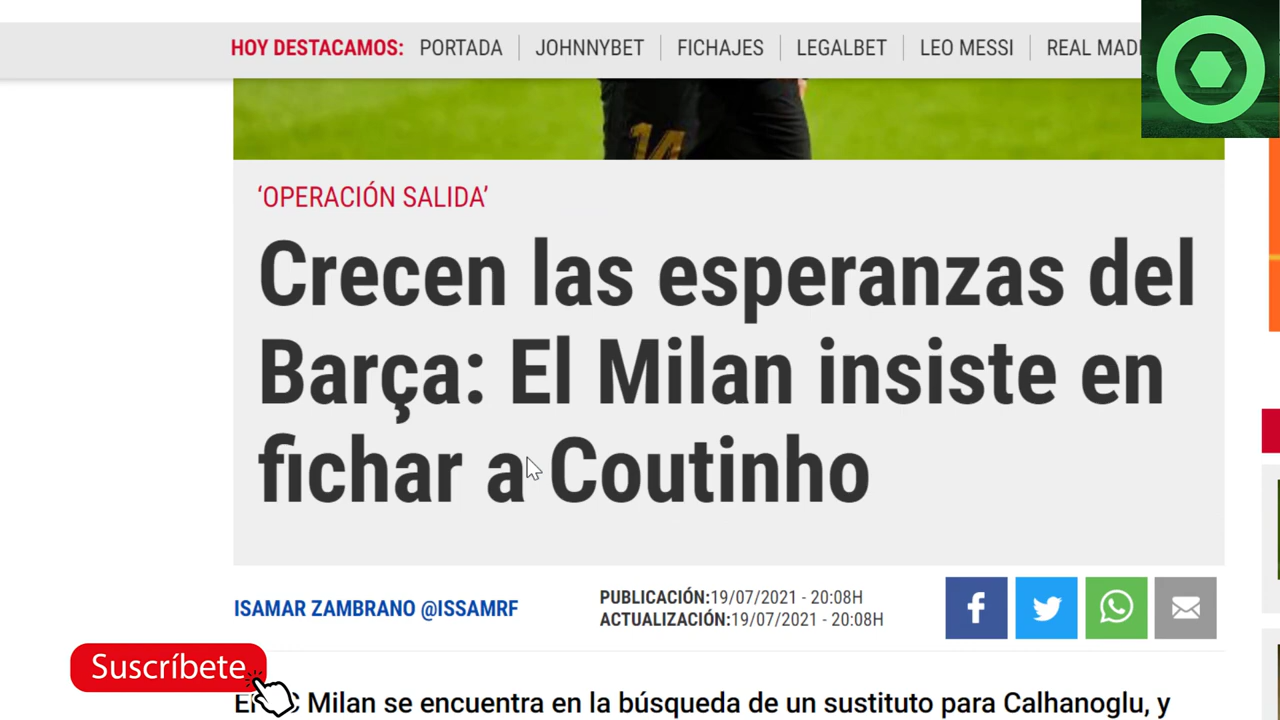 HOY DESTACAMOS: PORTADA JOHNNYBET FICHAJES LEGALBET LEO MESSI REAL
14
‘OPERACIÓN SALIDA’
Crecen las esperanzas del
Barça: El Milan insiste en
fichar a Coutinho
ISAMAR ZAMBRANO @ISSAMRF
PUBLICACIÓN:19/07/2021 - 20:08H
ACTUALIZACIÓN:19/07/2021 - 20:08H
Suscríbete
Milan se encuentra en la búsqueda de un sustituto para Calhanoglu, y